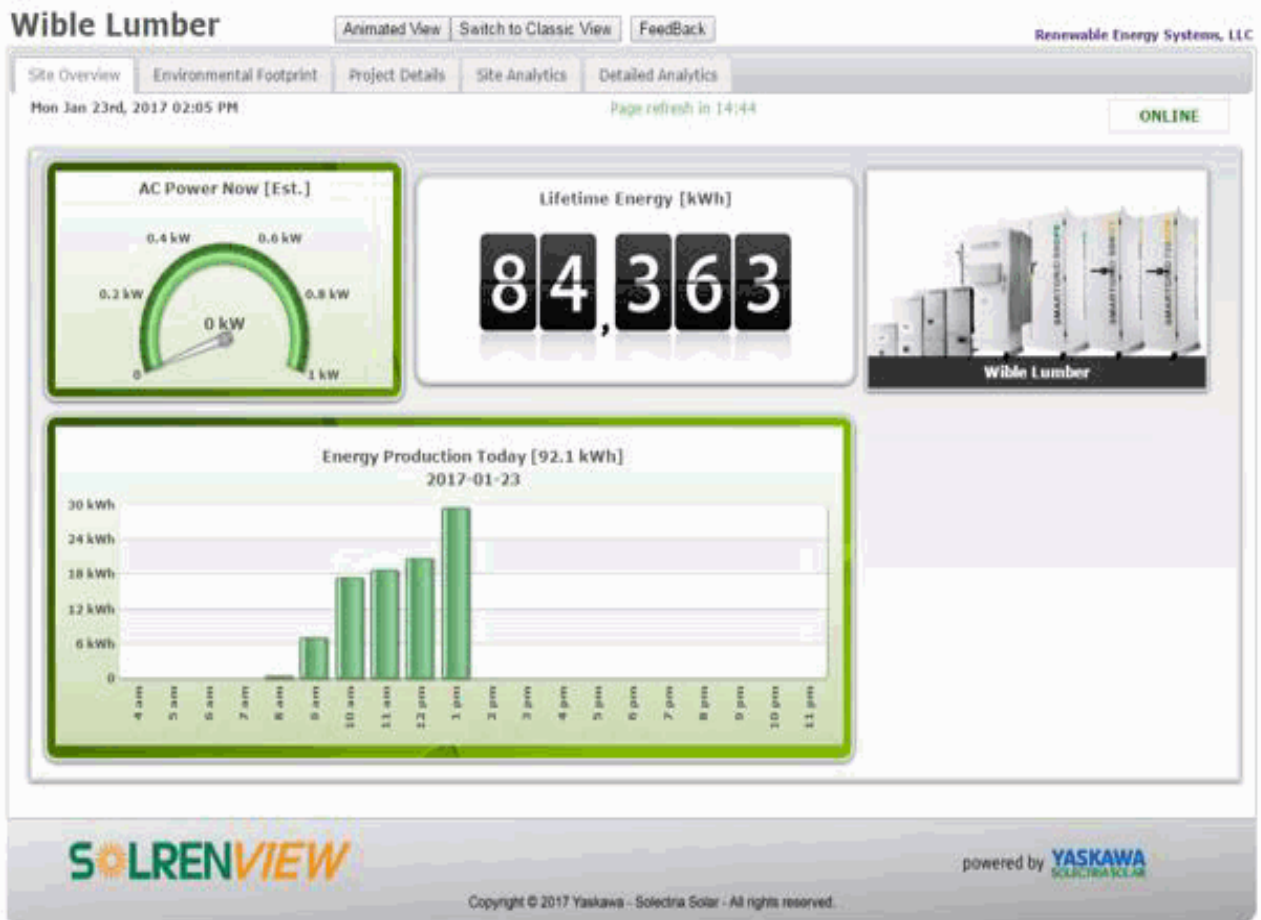 Wible Lumber
Animated View Switch to Classic View FeedBack
Renewable Energy Systems, LLC
Site Overview Environmental Footprint Project Details Site Analytics Detailed Analytics
Mon Jan 23rd, 2017 02:05 PM
Page refresh in 14:44
ONLINE
AC Power Now [Est.]
0.4 kW 0.6 kW
0.2 kW 0.8 kW
0 kW
0 1 kW
Lifetime Energy [kWh]
84,363
Wible Lumber
Energy Production Today [92.1 kWh]
2017-01-23
30 kWh
24 kWh
18 kWh
12 kWh
6 kWh
0
4 am 5 am 6 am 7 am 8 am 9 am 10 am 11 am 12 pm 1 pm 2 pm 3 pm 4 pm 5 pm 6 pm 7 pm 8 pm 9 pm 10 pm 11 pm
SOLRENVIEW
powered by YASKAWA
SOLECTRIA SOLAR
Copyright © 2017 Yaskawa - Solectria Solar - All rights reserved.